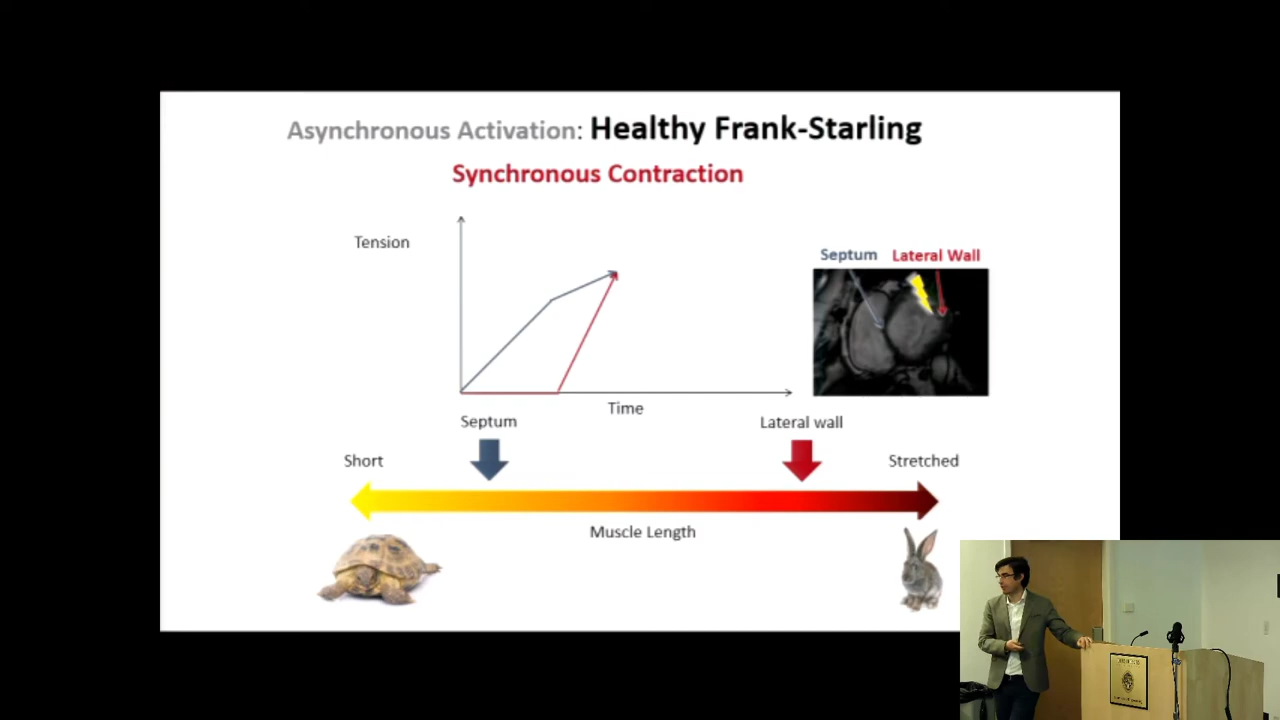 Asynchronous Activation: Healthy Frank-Starling
Synchronous Contraction
Tension
Septum Lateral Wall
Time
Septum
Lateral wall
Short
Stretched
Muscle Length